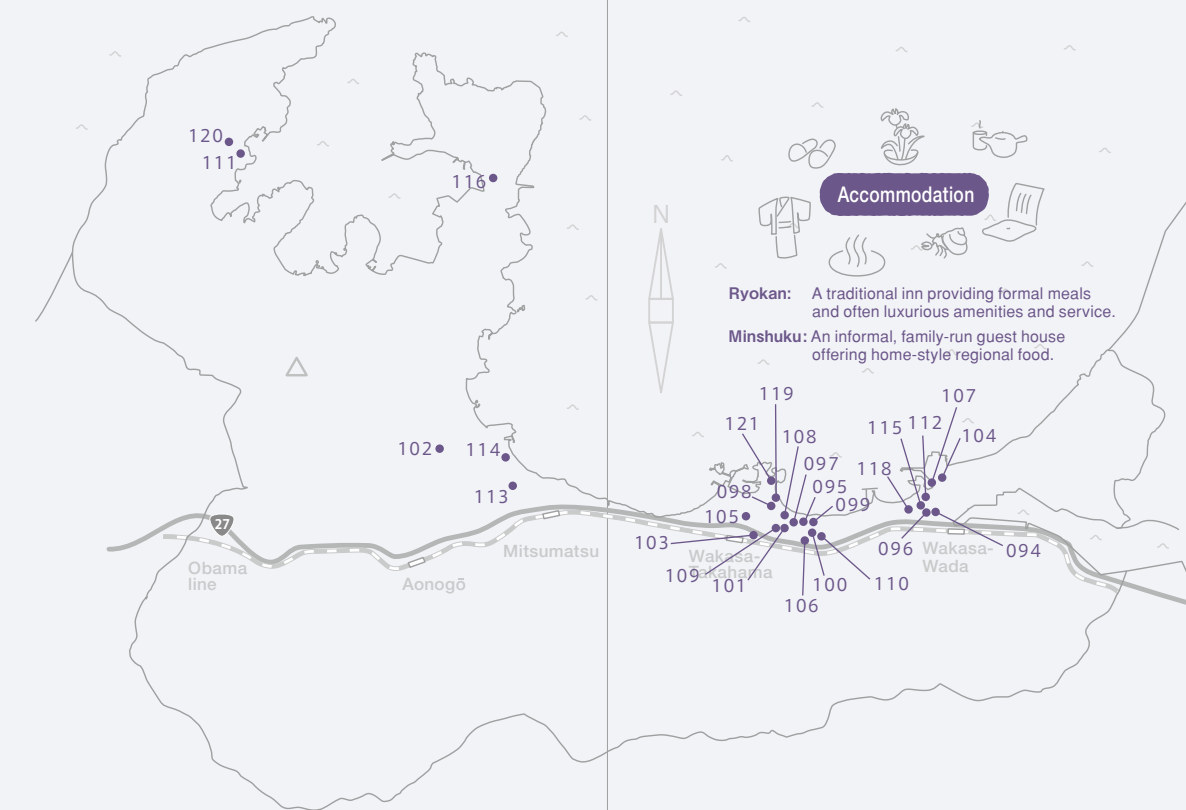 120
111
116
N
Accommodation
Ryokan: A traditional inn providing formal meals
and often luxurious amenities and service.
Minshuku: An informal, family-run guest house
offering home-style regional food.
119
107
121
108
115
112
104
102
114
097
118
113
098
095
099
105
27
103
Mitsumatsu
Wakasa-
Takahama
096
Wakasa-
Wada
094
Obama
line
Aonogō
109
101
100
110
106